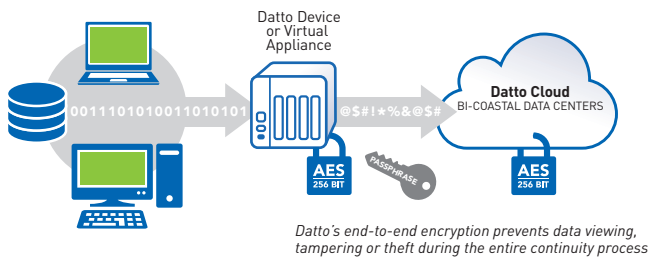 Datto Device
or Virtual
Appliance
0011101010011010101
@$#!*%&@$#
Datto Cloud
BI-COASTAL DATA CENTERS
AES
256 BIT
PASSPHRASE
AES
256 BIT
Datto's end-to-end encryption prevents data viewing,
tampering or theft during the entire continuity process